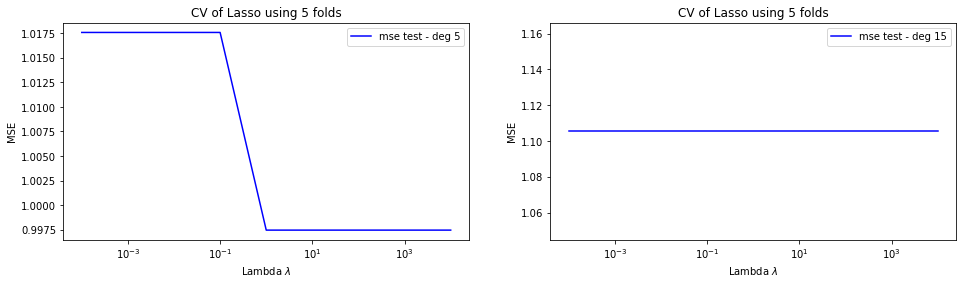 CV of Lasso using 5 folds
mse test - deg 5
1.0175
1.0150
1.0125
1.0100
1.0075
1.0050
1.0025
1.0000
0.9975
MSE
10⁻³
10⁻¹
10¹
10³
Lambda λ
CV of Lasso using 5 folds
mse test - deg 15
1.16
1.14
1.12
1.10
1.08
1.06
MSE
10⁻³
10⁻¹
10¹
10³
Lambda λ